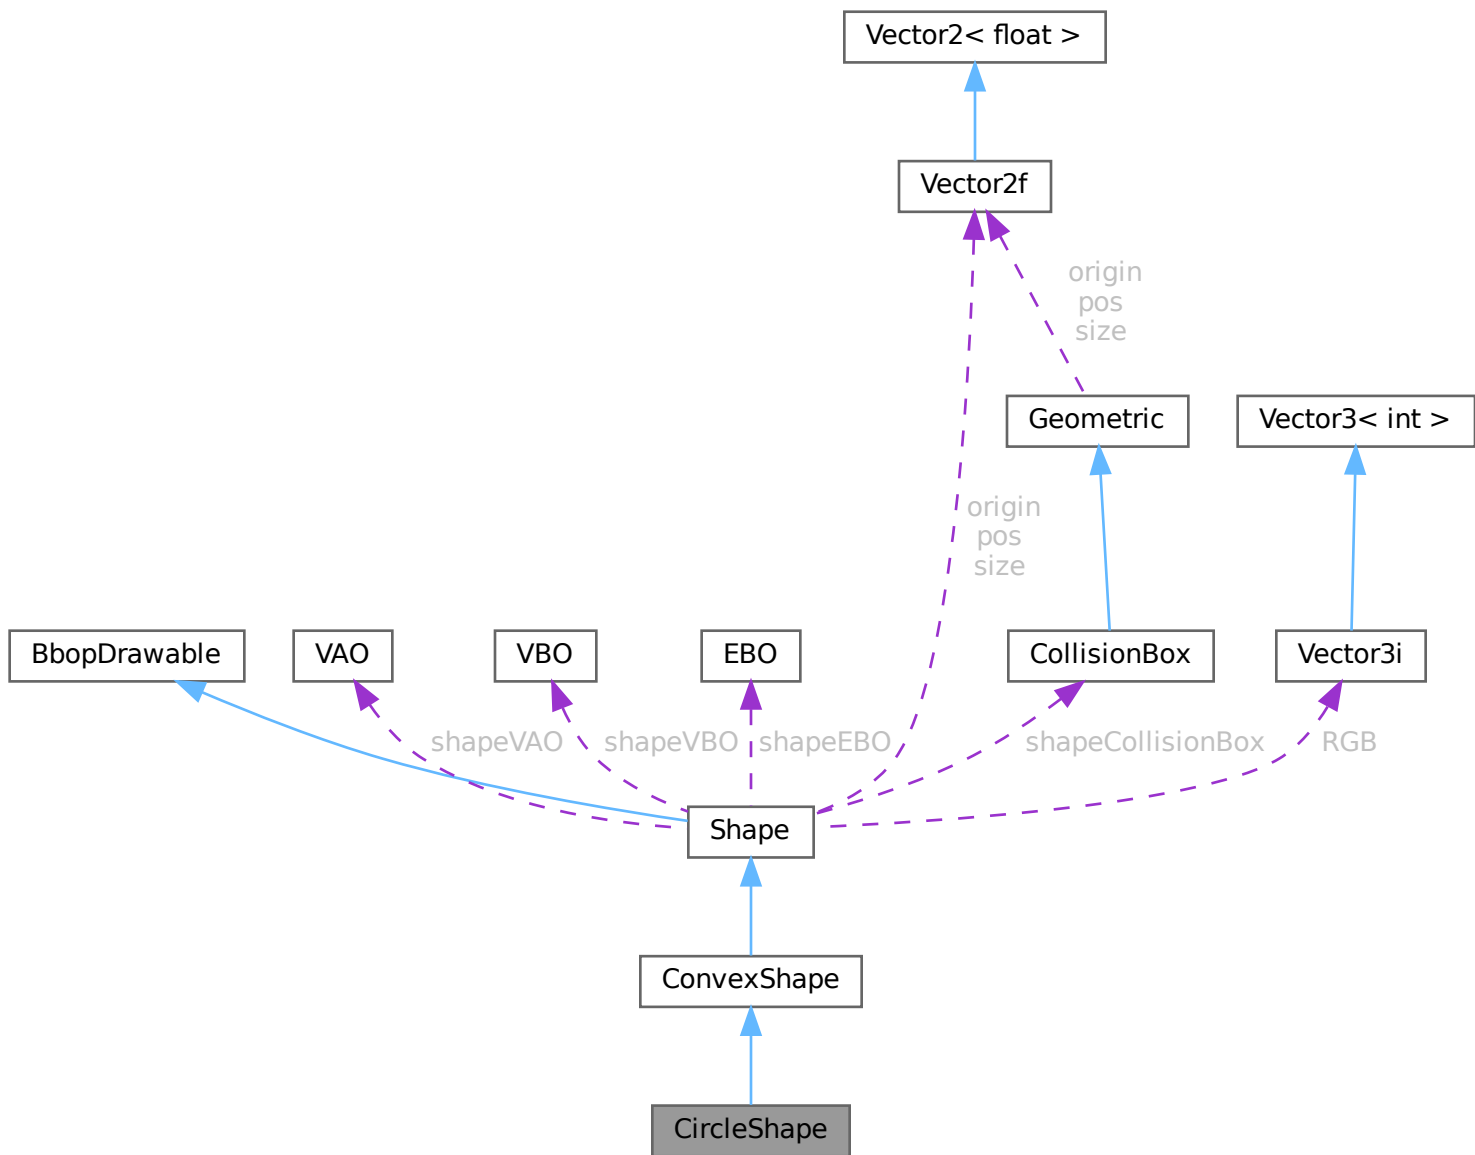 Vector2< float >
Vector2f
origin
pos
size
Geometric
Vector3< int >
origin
pos
size
BbopDrawable
VAO
VBO
EBO
CollisionBox
Vector3i
shapeVAO
shapeVBO
shapeEBO
shapeCollisionBox
RGB
Shape
ConvexShape
CircleShape